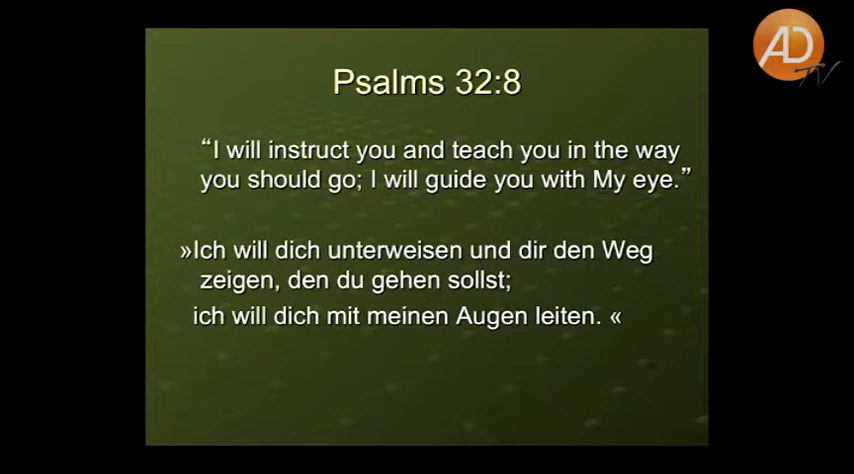 AD
TV
Psalms 32:8
“I will instruct you and teach you in the way
you should go; I will guide you with My eye.”
»Ich will dich unterweisen und dir den Weg
zeigen, den du gehen sollst;
ich will dich mit meinen Augen leiten. «